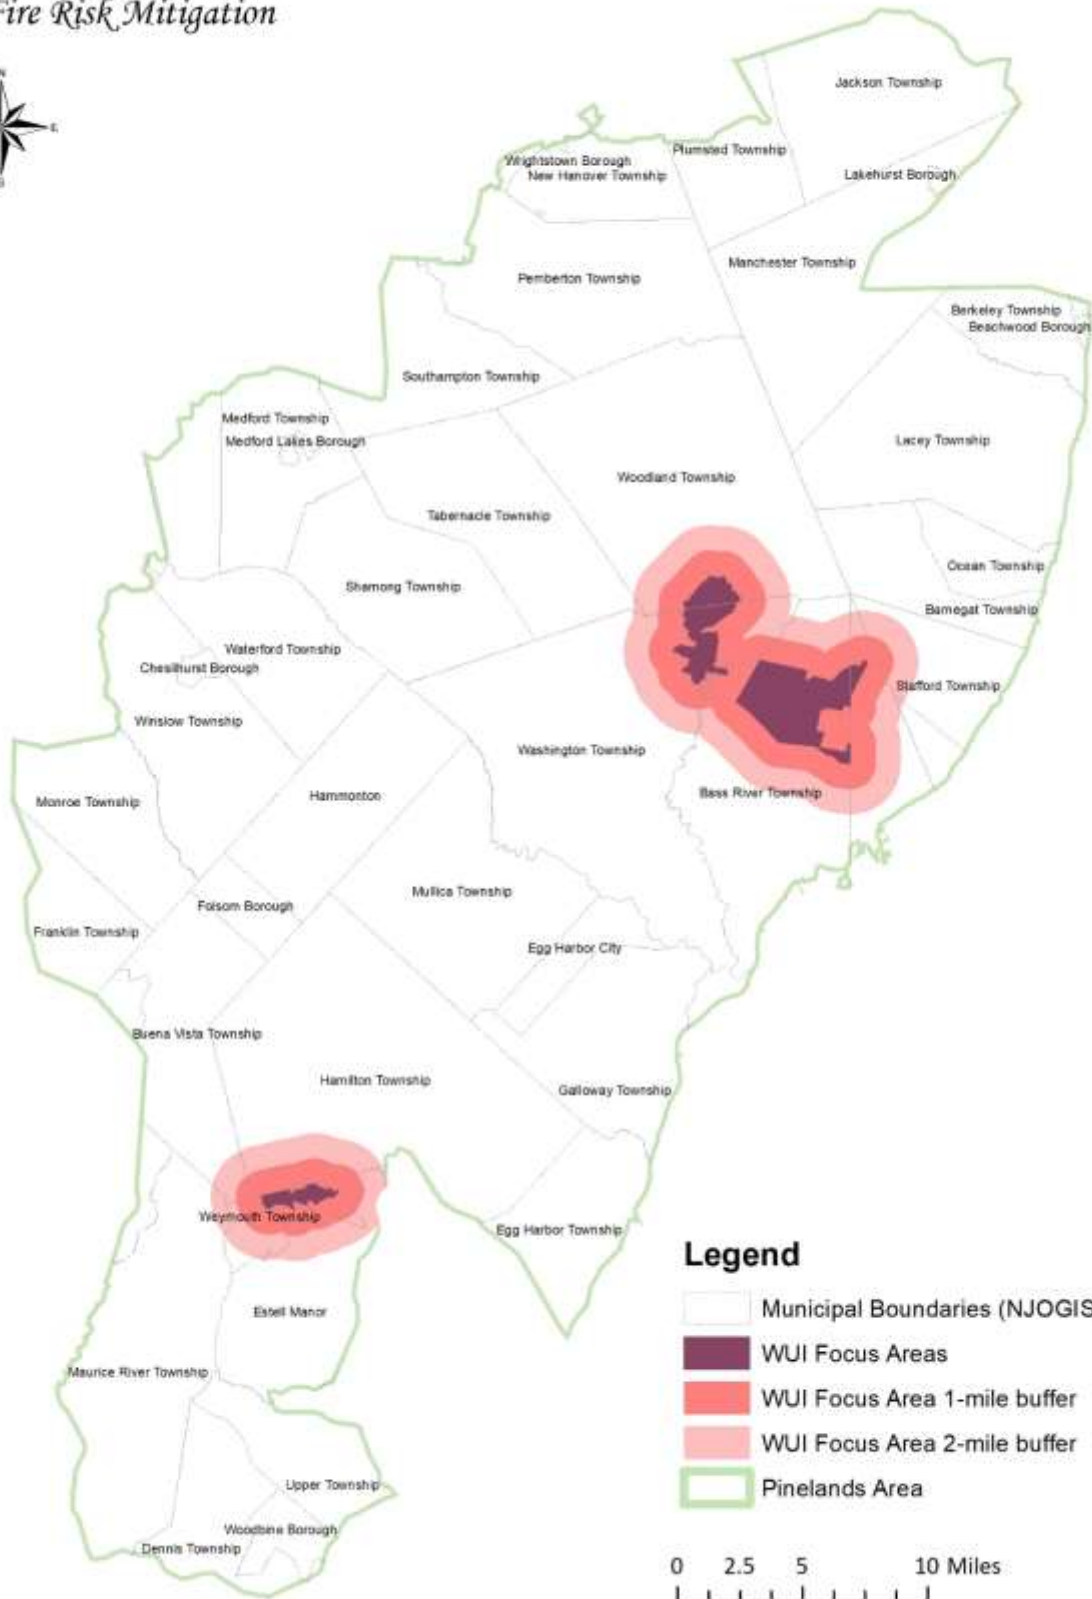 Fire Risk Mitigation
N
E
S
Jackson Township
Plumsted Township
Wrightstown Borough
New Hanover Township
Lakehurst Borough
Manchester Township
Pemberton Township
Berkeley Township
Beachwood Borough
Southampton Township
Medford Township
Medford Lakes Borough
Lacey Township
Woodland Township
Tabernacle Township
Ocean Township
Shamong Township
Barnegat Township
Waterford Township
Chesilhurst Borough
Stafford Township
Winslow Township
Washington Township
Monroe Township
Hammonton
Bass River Township
Mullica Township
Folsom Borough
Franklin Township
Egg Harbor City
Buena Vista Township
Hamilton Township
Galloway Township
Weymouth Township
Egg Harbor Township
Estell Manor
Maurice River Township
Upper Township
Woodbine Borough
Dennis Township
Legend
Municipal Boundaries (NJOGIS
WUI Focus Areas
WUI Focus Area 1-mile buffer
WUI Focus Area 2-mile buffer
Pinelands Area
0 2.5 5 10 Miles